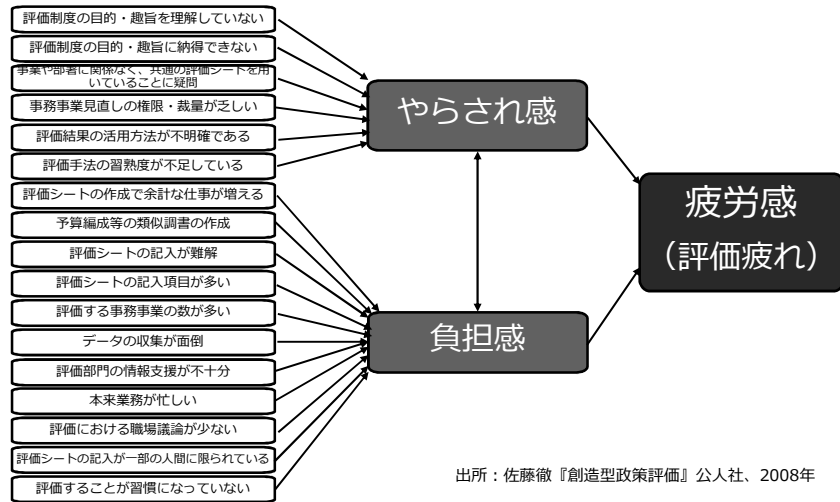 評価制度の目的・趣旨を理解していない
評価制度の目的・趣旨に納得できない
事業や部署に関係なく、共通の評価シートを用
いていることに疑問
事務事業見直しの権限・裁量が乏しい
評価結果の活用方法が不明確である
評価手法の習熟度が不足している
評価シートの作成で余計な仕事が増える
予算編成等の類似調書の作成
評価シートの記入が難解
評価シートの記入項目が多い
評価する事務事業の数が多い
データの収集が面倒
評価部門の情報支援が不十分
本来業務が忙しい
評価における職場議論が少ない
評価シートの記入が一部の人間に限られている
評価することが習慣になっていない
やらされ感
負担感
疲労感
（評価疲れ）
出所：佐藤徹『創造型政策評価』公人社、2008年